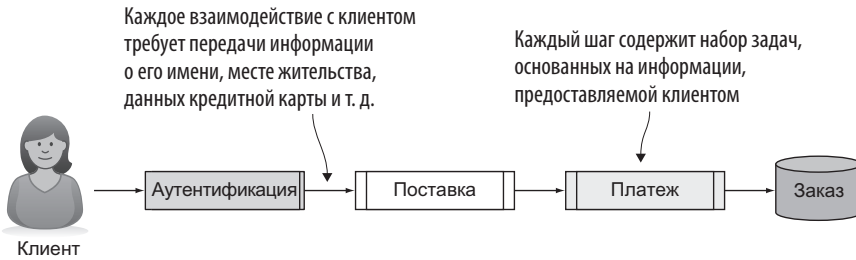 Каждое взаимодействие с клиентом
требует передачи информации
о его имени, месте жительства,
данных кредитной карты и т. д.
Каждый шаг содержит набор задач,
основанных на информации,
предоставляемой клиентом
Аутентификация
Поставка
Платеж
Заказ
Клиент